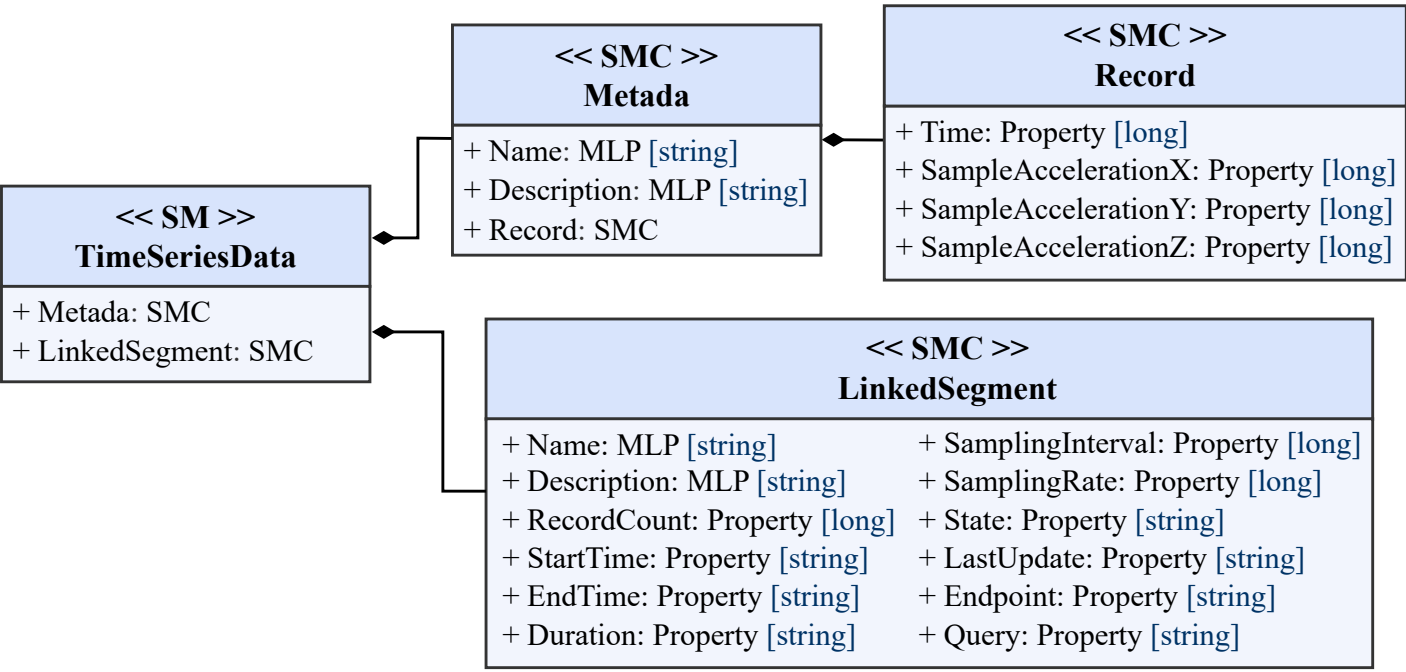 << SM >>
TimeSeriesData
+ Metada: SMC
+ LinkedSegment: SMC
<< SMC >>
Metada
+ Name: MLP [string]
+ Description: MLP [string]
+ Record: SMC
<< SMC >>
Record
+ Time: Property [long]
+ SampleAccelerationX: Property [long]
+ SampleAccelerationY: Property [long]
+ SampleAccelerationZ: Property [long]
<< SMC >>
LinkedSegment
+ Name: MLP [string]
+ Description: MLP [string]
+ RecordCount: Property [long]
+ StartTime: Property [string]
+ EndTime: Property [string]
+ Duration: Property [string]
+ SamplingInterval: Property [long]
+ SamplingRate: Property [long]
+ State: Property [string]
+ LastUpdate: Property [string]
+ Endpoint: Property [string]
+ Query: Property [string]